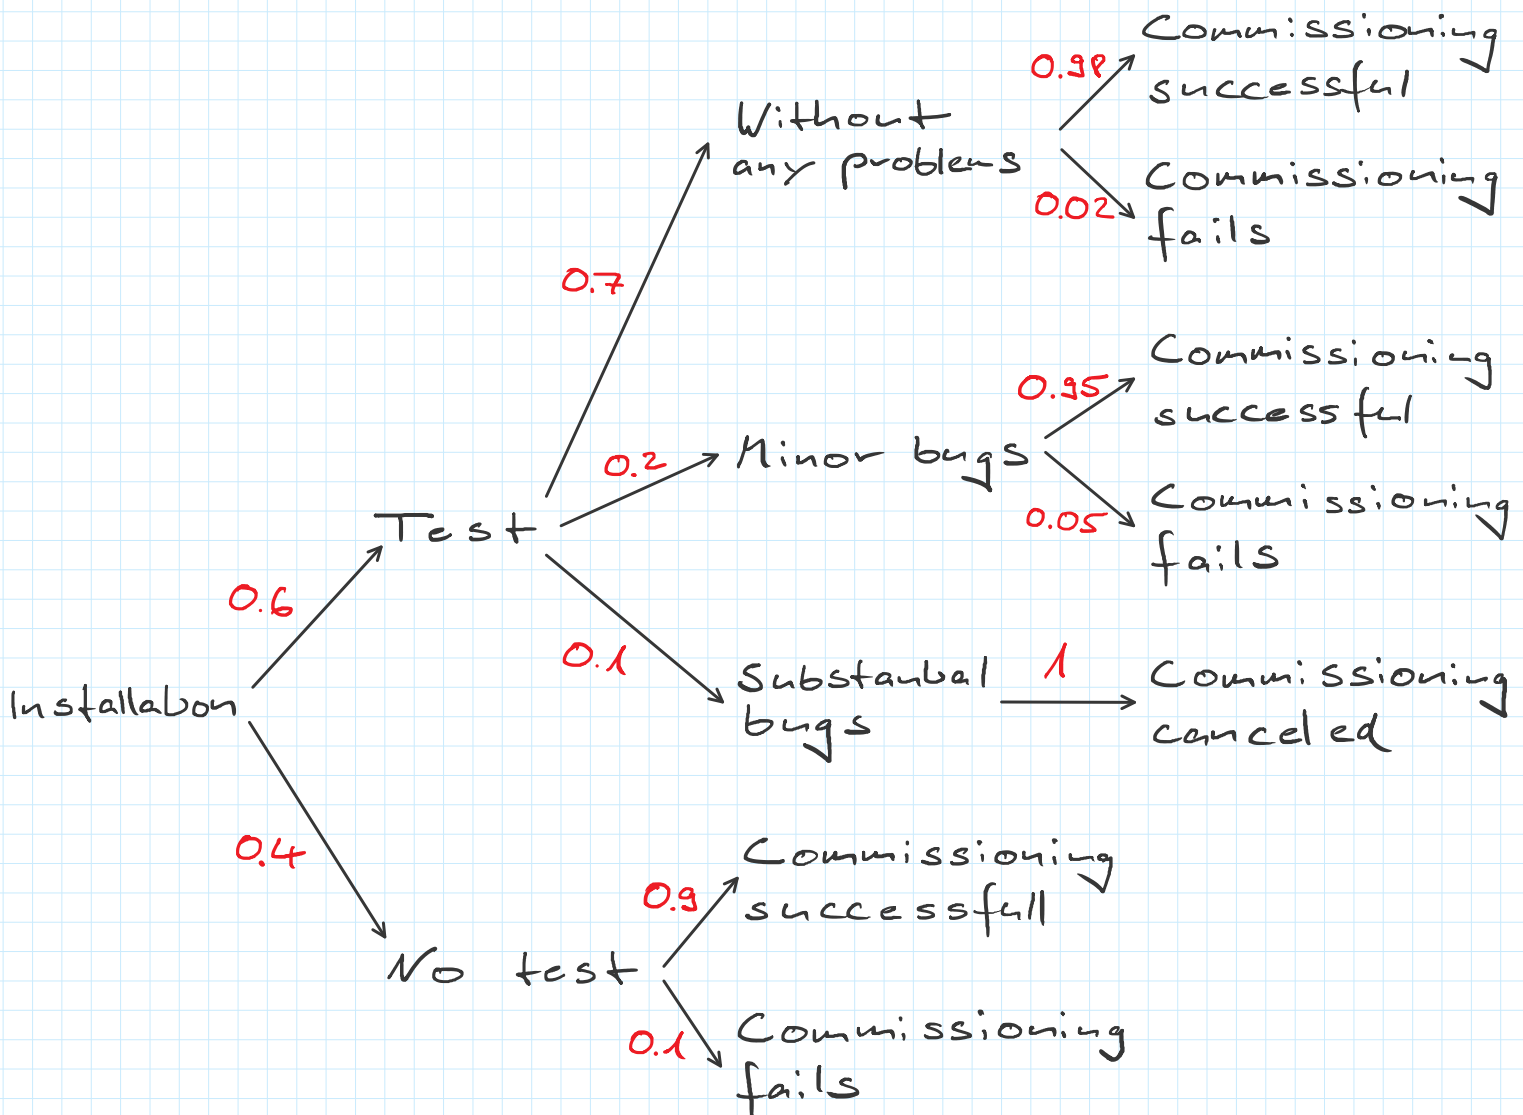 Commissioning
successful
0.98
Without
any problems
Commissioning
fails
0.02
0.7
Commissioning
successful
0.95
0.2
Minor bugs
Commissioning
fails
0.05
Test
0.6
0.1
Substantial
bugs
1
Commissioning
canceled
Installation
0.4
Commissioning
successfull
0.9
No test
Commissioning
fails
0.1